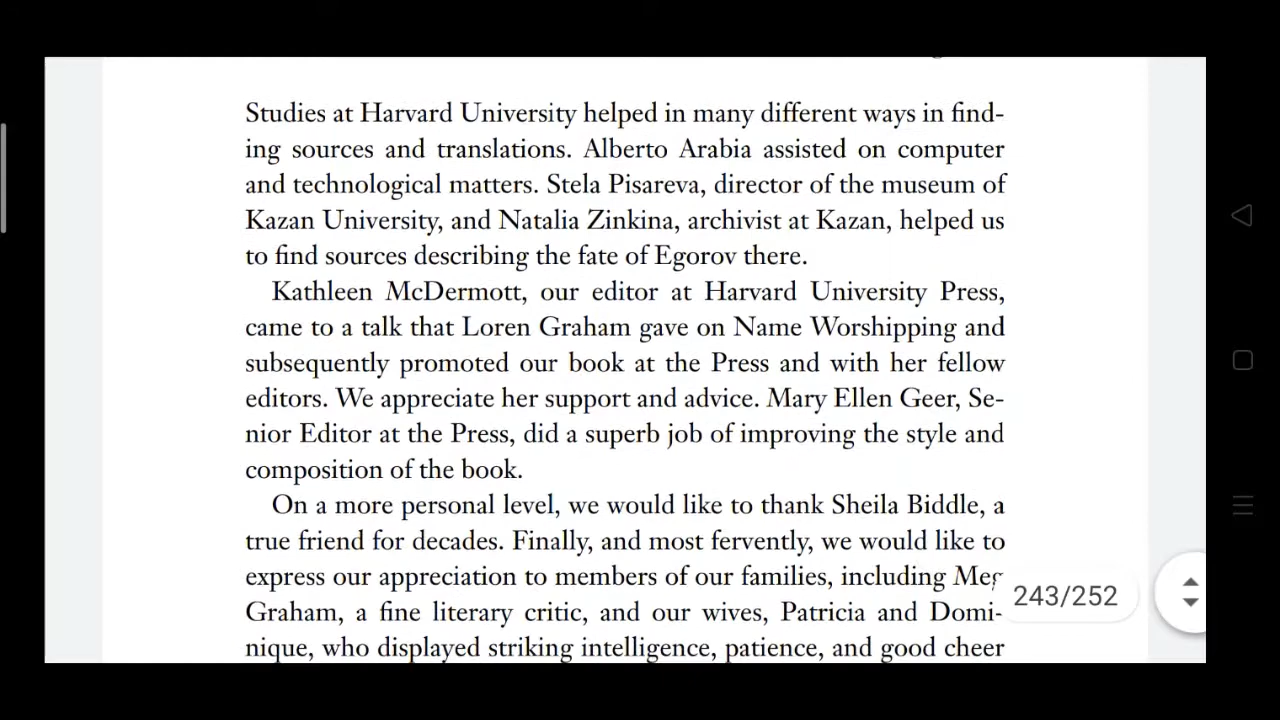 Studies at Harvard University helped in many different ways in find-
ing sources and translations. Alberto Arabia assisted on computer
and technological matters. Stela Pisareva, director of the museum of
Kazan University, and Natalia Zinkina, archivist at Kazan, helped us
to find sources describing the fate of Egorov there.
Kathleen McDermott, our editor at Harvard University Press,
came to a talk that Loren Graham gave on Name Worshipping and
subsequently promoted our book at the Press and with her fellow
editors. We appreciate her support and advice. Mary Ellen Geer, Se-
nior Editor at the Press, did a superb job of improving the style and
composition of the book.
On a more personal level, we would like to thank Sheila Biddle, a
true friend for decades. Finally, and most fervently, we would like to
express our appreciation to members of our families, including Meg
Graham, a fine literary critic, and our wives, Patricia and Domi-
nique, who displayed striking intelligence, patience, and good cheer
243/252